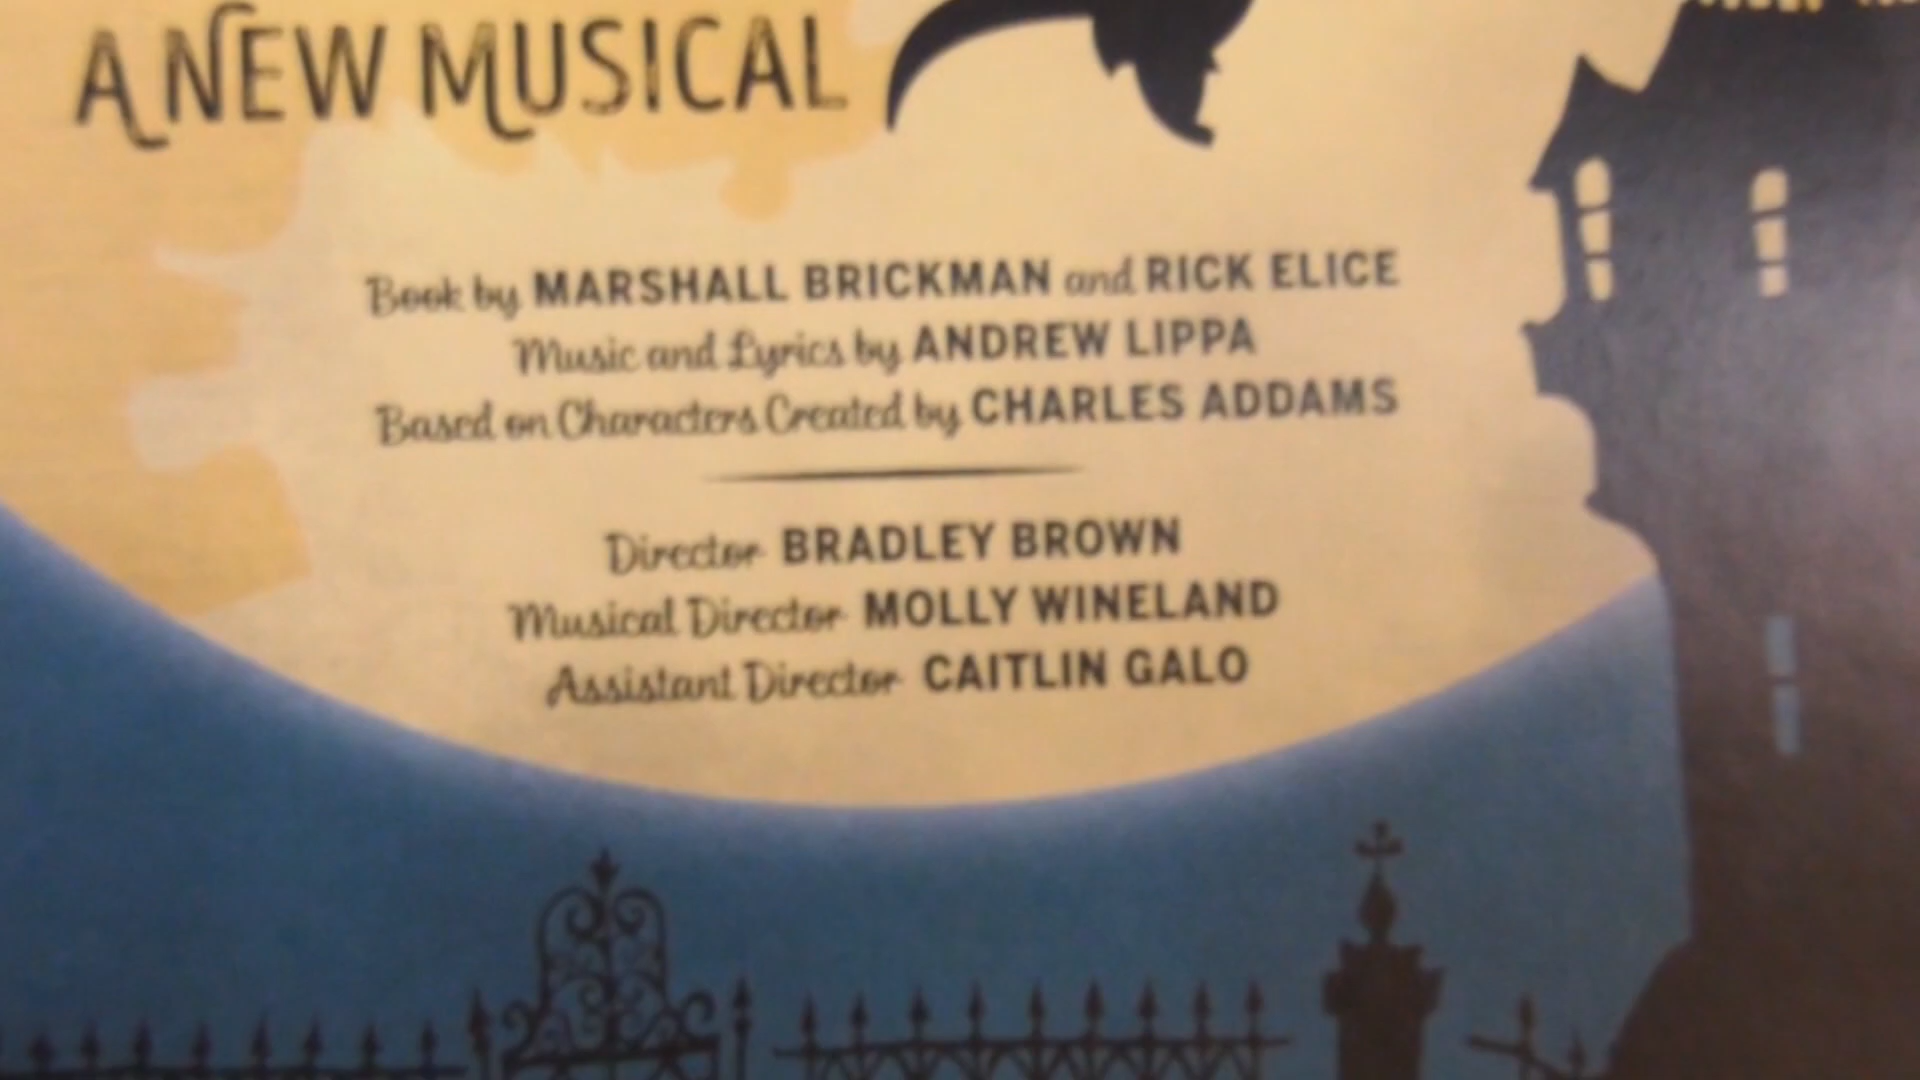 A NEW MUSICAL
Book by MARSHALL BRICKMAN and RICK ELICE
Music and Lyrics by ANDREW LIPPA
Based on Characters Created by CHARLES ADDAMS
Director BRADLEY BROWN
Musical Director MOLLY WINELAND
Assistant Director CAITLIN GALO